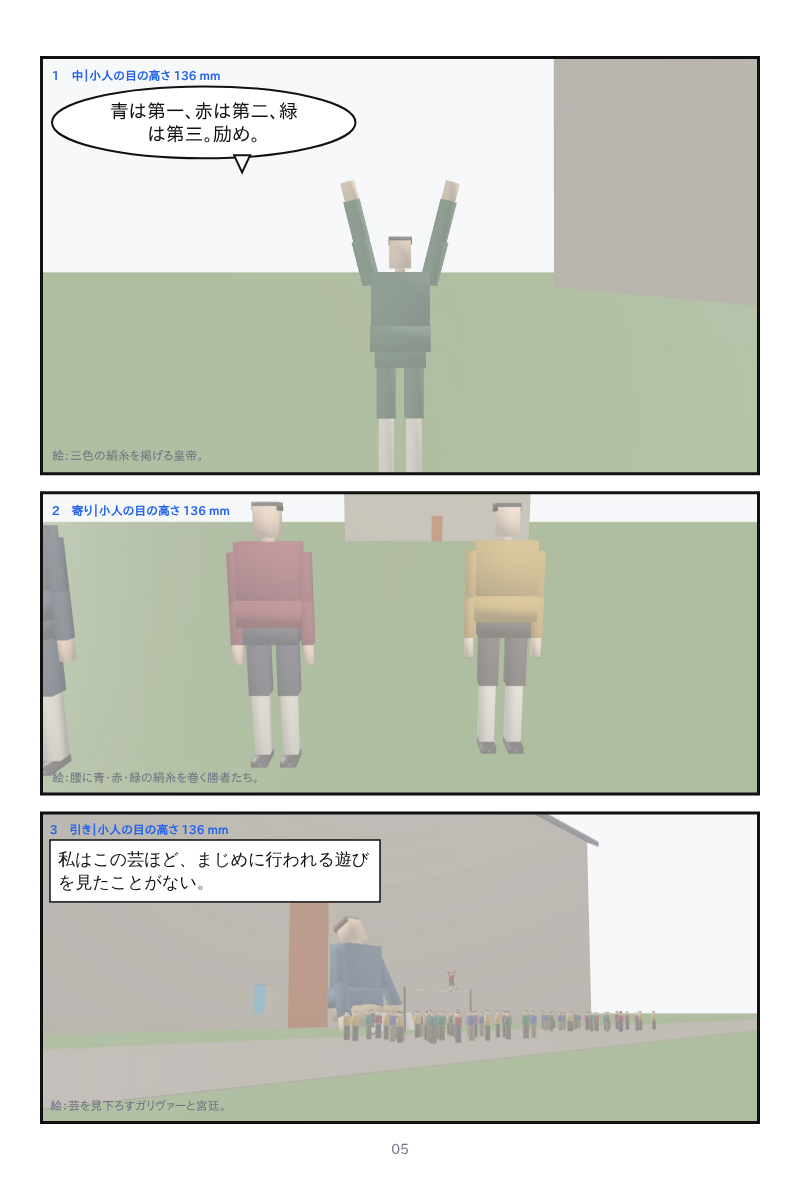 1 中|小人の目の高さ 136 mm
青は第一、赤は第二、緑
は第三。励め。
絵:三色の絹糸を掲げる皇帝。
2 寄り|小人の目の高さ 136 mm
絵:腰に青・赤・緑の絹糸を巻く勝者たち。
3 引き|小人の目の高さ 136 mm
私はこの芸ほど、まじめに行われる遊び
を見たことがない。
絵:芸を見下ろすガリヴァーと宮廷。
05